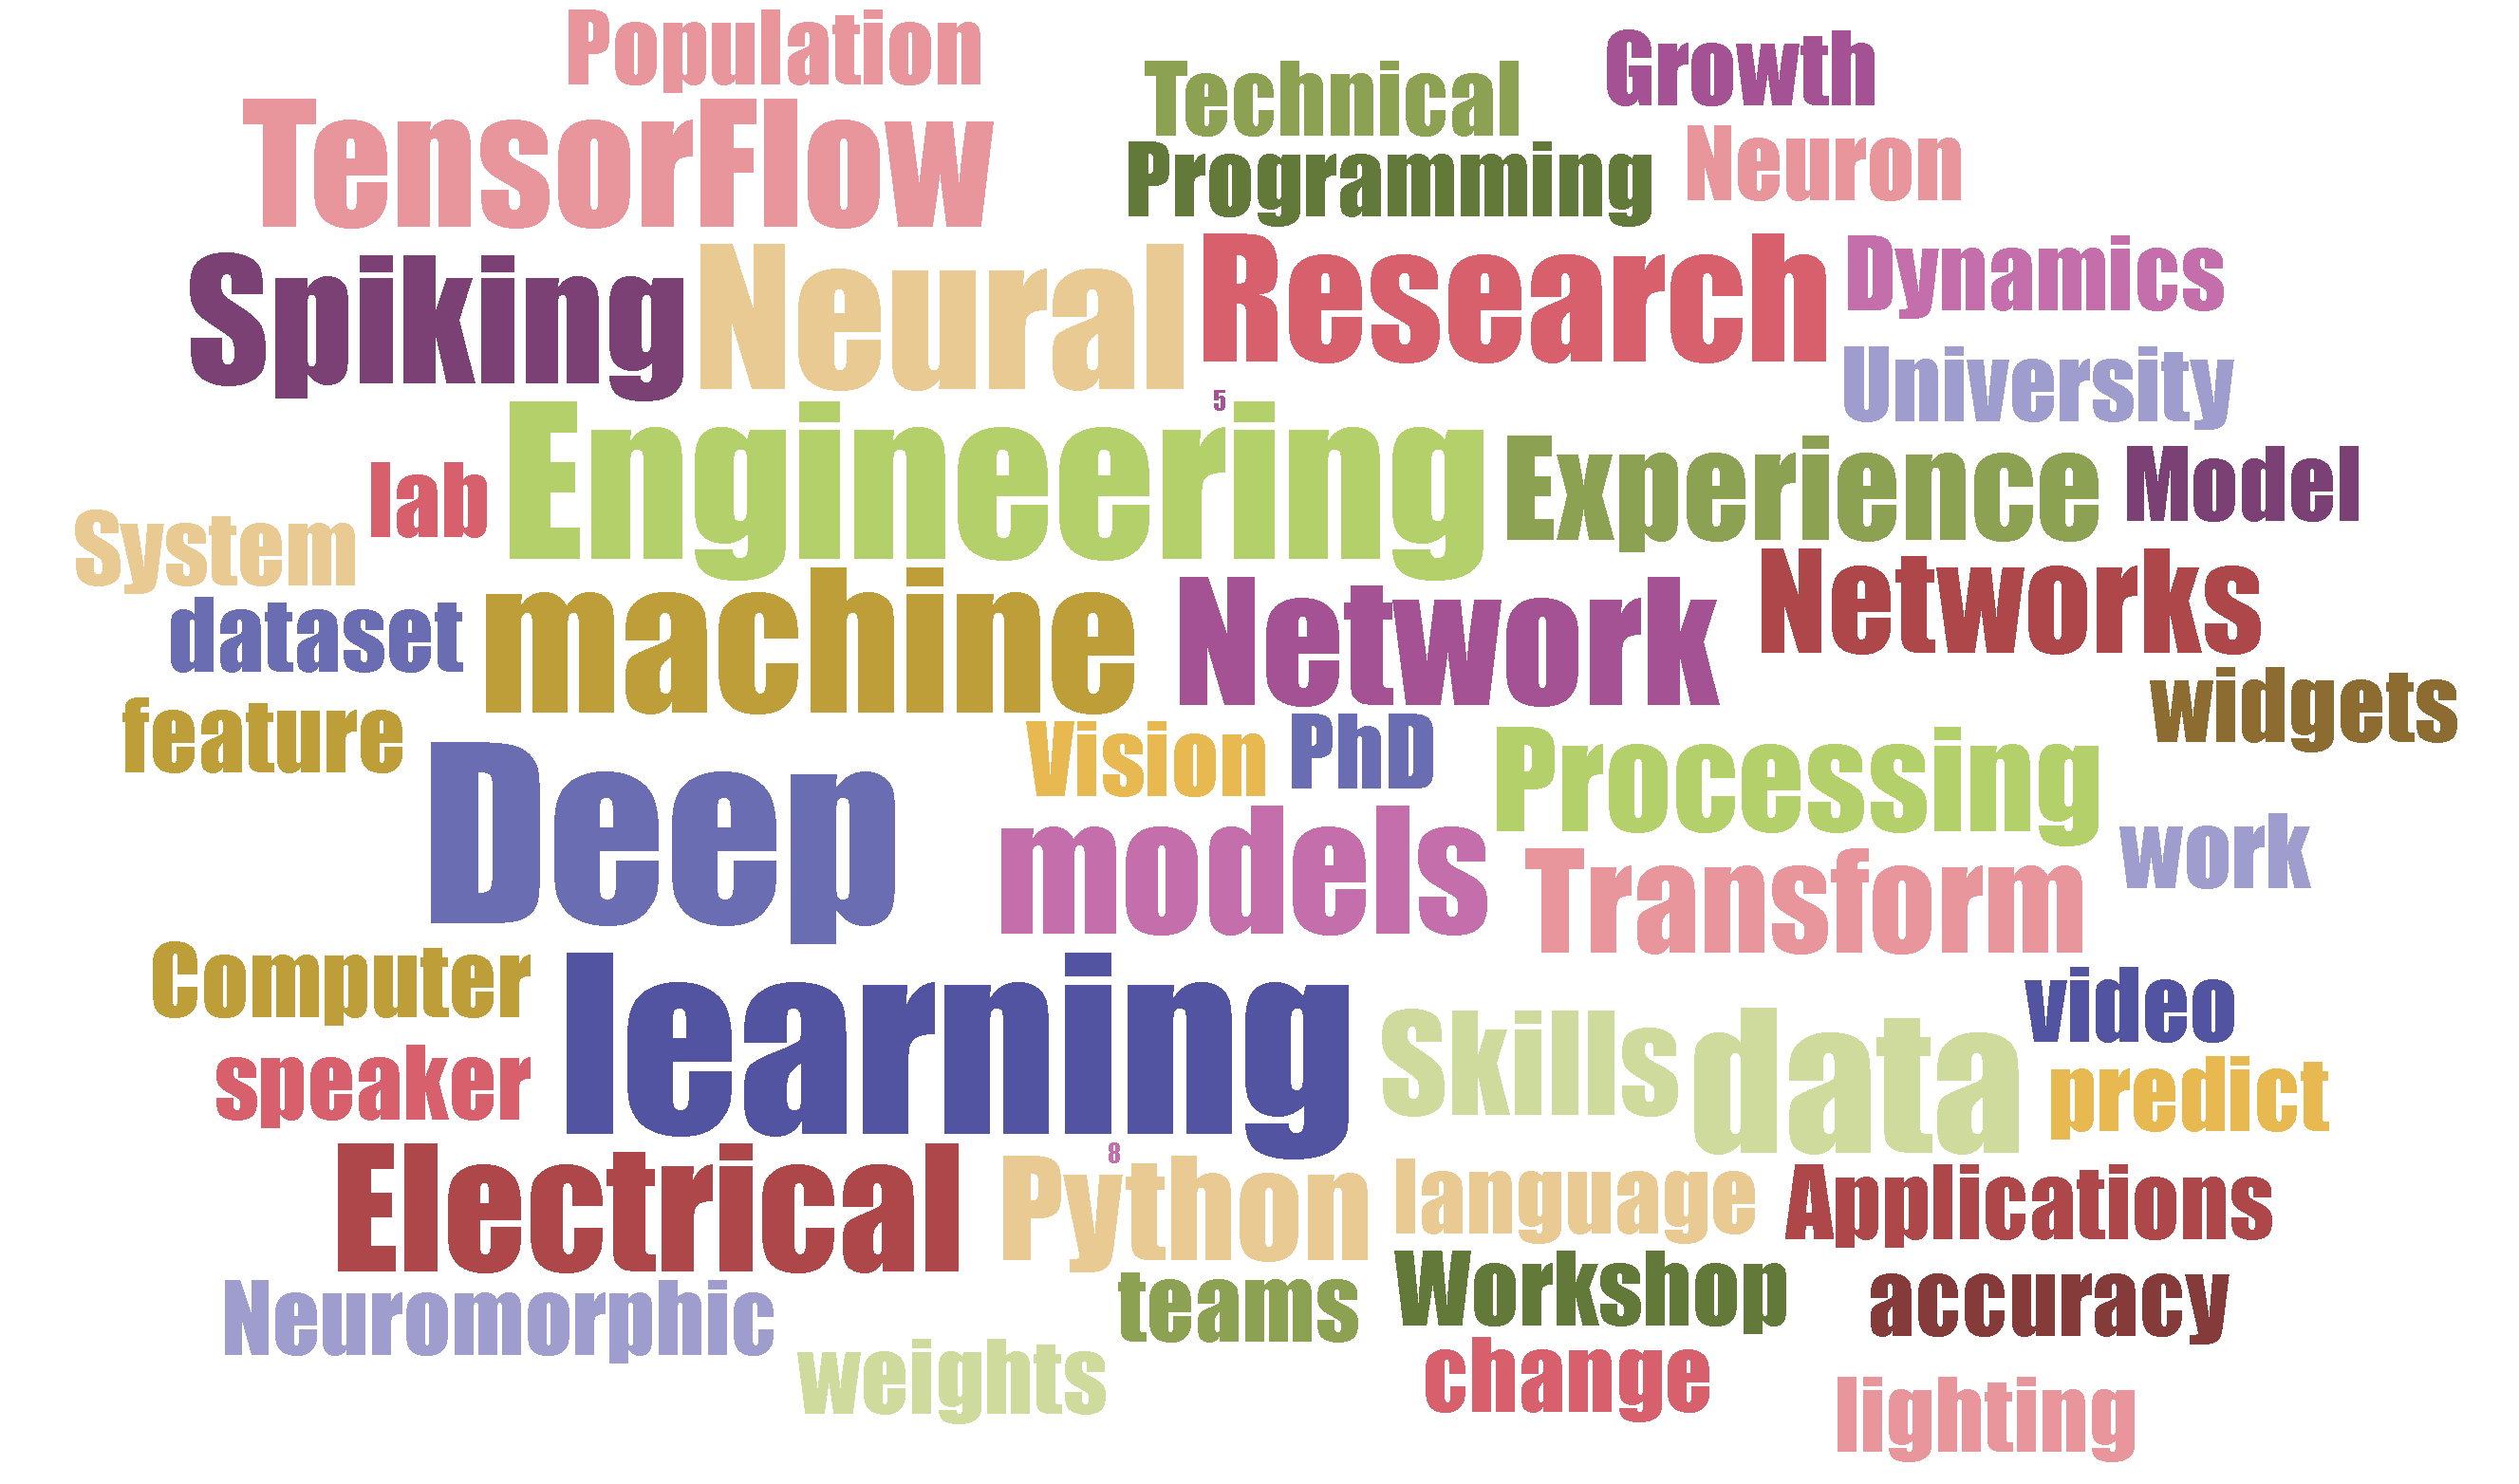 Population
Growth
Technical
TensorFlow
Programming
Neuron
Spiking
Neural
Research
Dynamics
University
5
Engineering
Experience
Model
lab
System
machine
Network
Networks
dataset
widgets
feature
Vision
PhD
Processing
Deep
models
work
Transform
Computer
learning
video
Skills
data
speaker
predict
Electrical
8
Python
language
Applications
Neuromorphic
teams
Workshop
accuracy
weights
change
lighting